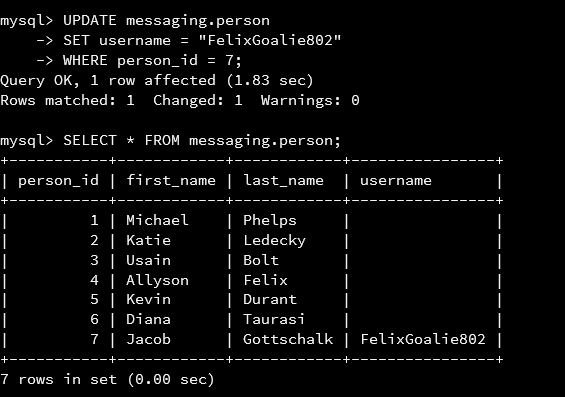 mysql> UPDATE messaging.person
    -> SET username = "FelixGoalie802"
    -> WHERE person_id = 7;
Query OK, 1 row affected (1.83 sec)
Rows matched: 1  Changed: 1  Warnings: 0

mysql> SELECT * FROM messaging.person;
+-----------+------------+------------+----------------+
| person_id | first_name | last_name  | username       |
+-----------+------------+------------+----------------+
|         1 | Michael    | Phelps     |                |
|         2 | Katie      | Ledecky    |                |
|         3 | Usain      | Bolt       |                |
|         4 | Allyson    | Felix      |                |
|         5 | Kevin      | Durant     |                |
|         6 | Diana      | Taurasi    |                |
|         7 | Jacob      | Gottschalk | FelixGoalie802 |
+-----------+------------+------------+----------------+
7 rows in set (0.00 sec)